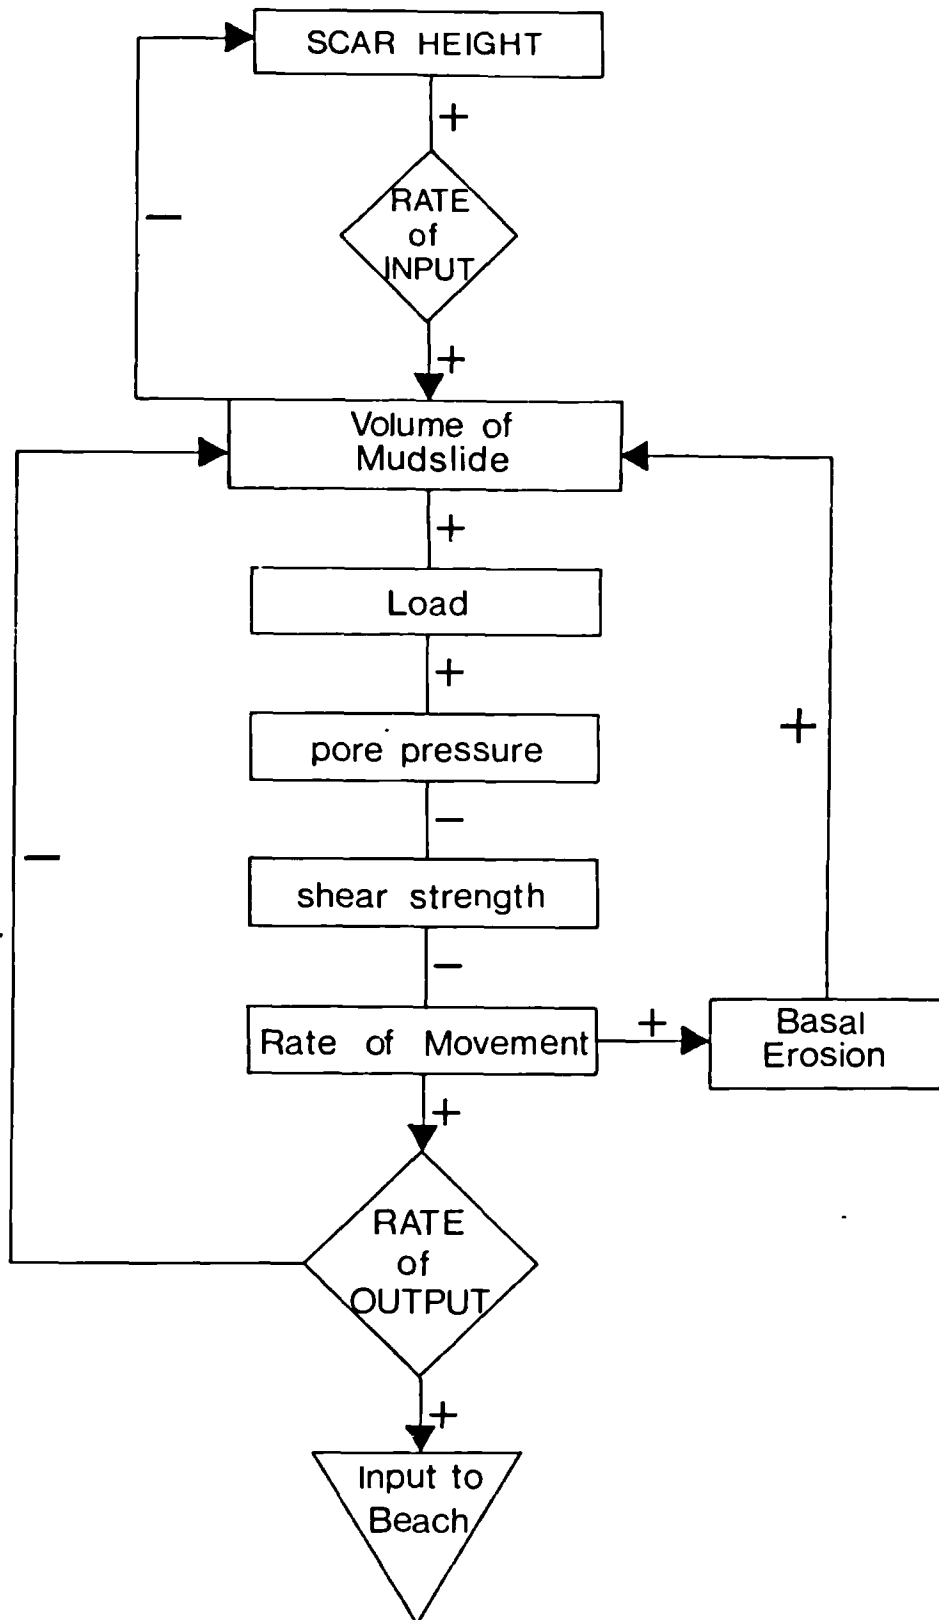 SCAR HEIGHT
+
RATE
of
INPUT
−
+
Volume of
Mudslide
+
Load
+
pore pressure
+
−
−
shear strength
−
Rate of Movement
+
Basal
Erosion
+
RATE
of
OUTPUT
+
Input to
Beach